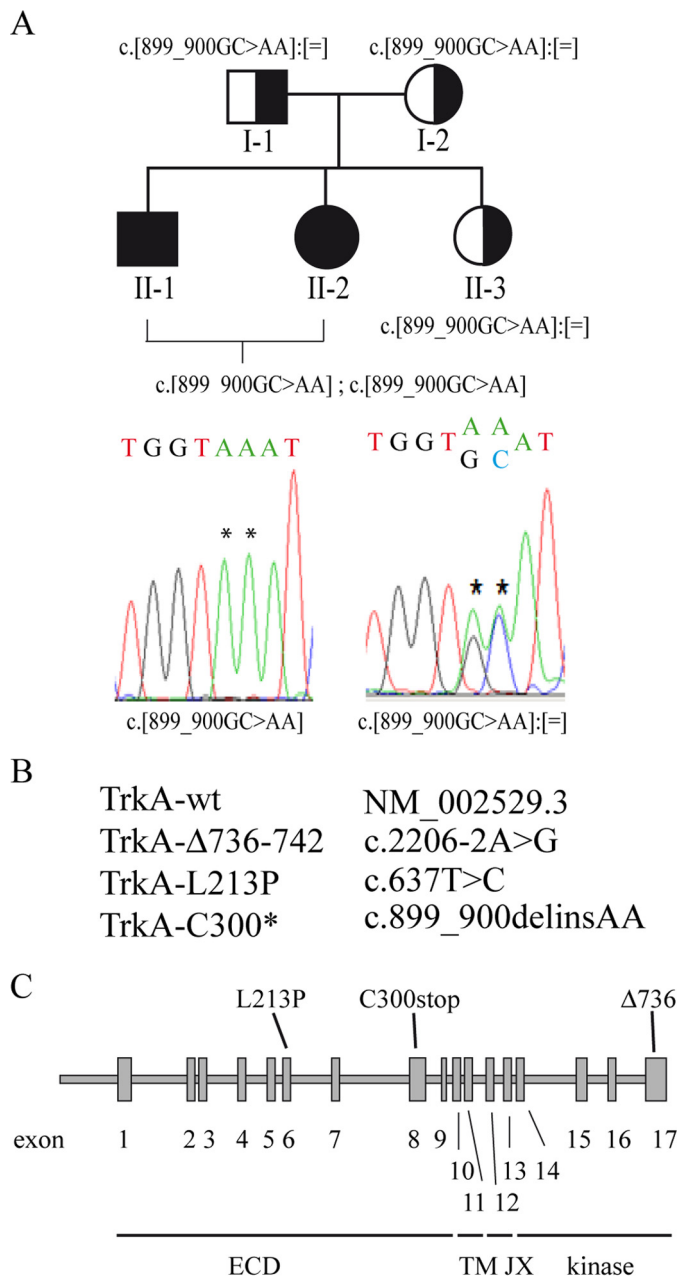 A
c.[899_900GC>AA]:[=] c.[899_900GC>AA]:[=]
I-1 I-2
II-1 II-2 II-3
c.[899_900GC>AA]:[=]
c.[899_900GC>AA] ; c.[899_900GC>AA]
A A
T G G T A A A T T G G T A T
G C
* * * *
c.[899_900GC>AA] c.[899_900GC>AA]:[=]
B
TrkA-wt NM_002529.3
TrkA-Δ736-742 c.2206-2A>G
TrkA-L213P c.637T>C
TrkA-C300* c.899_900delinsAA
C
L213P C300stop Δ736
exon 1 2 3 4 5 6 7 8 9 15 16 17
10 13 14
11 12
ECD TM JX kinase